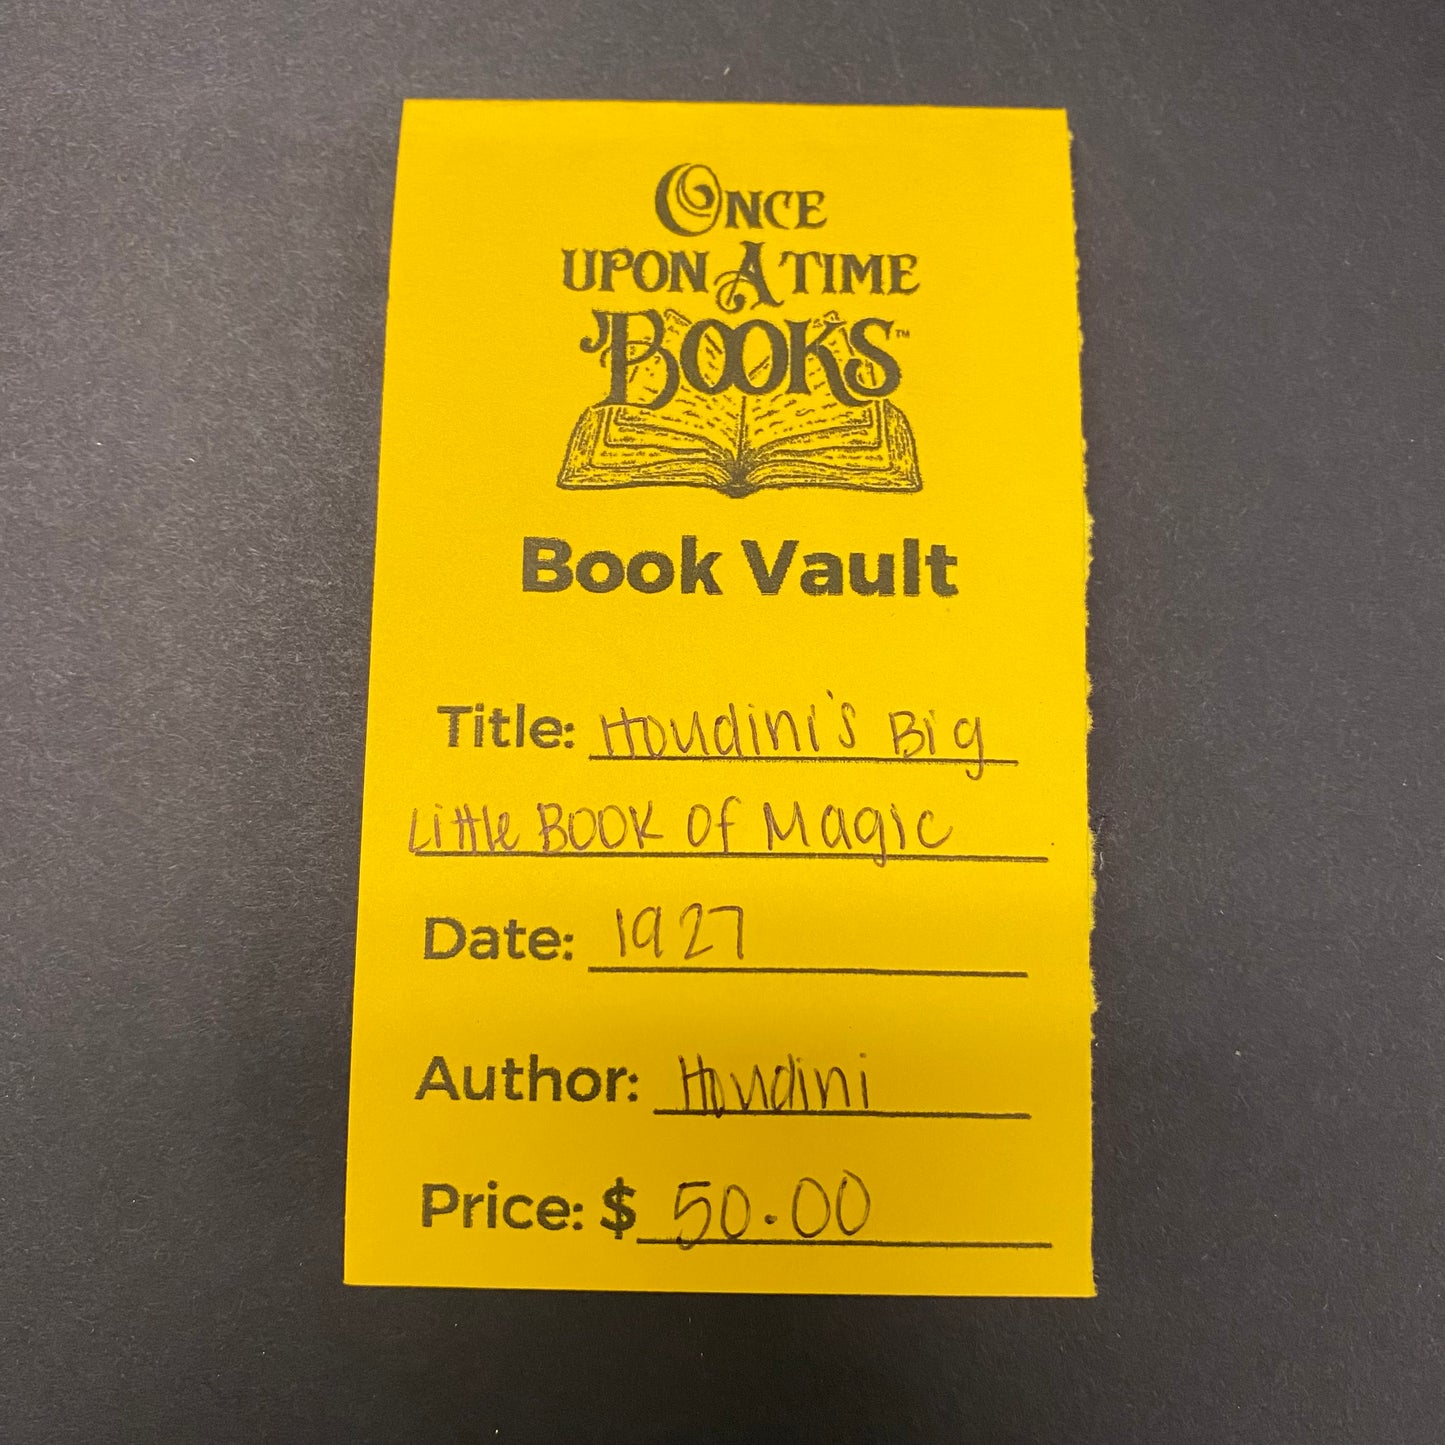 ONCE
UPON A TIME
BOOKS™
Book Vault
Title: Houdini's Big
Little BOOK Of Magic
Date: 1927
Author: Houdini
Price: $ 50.00